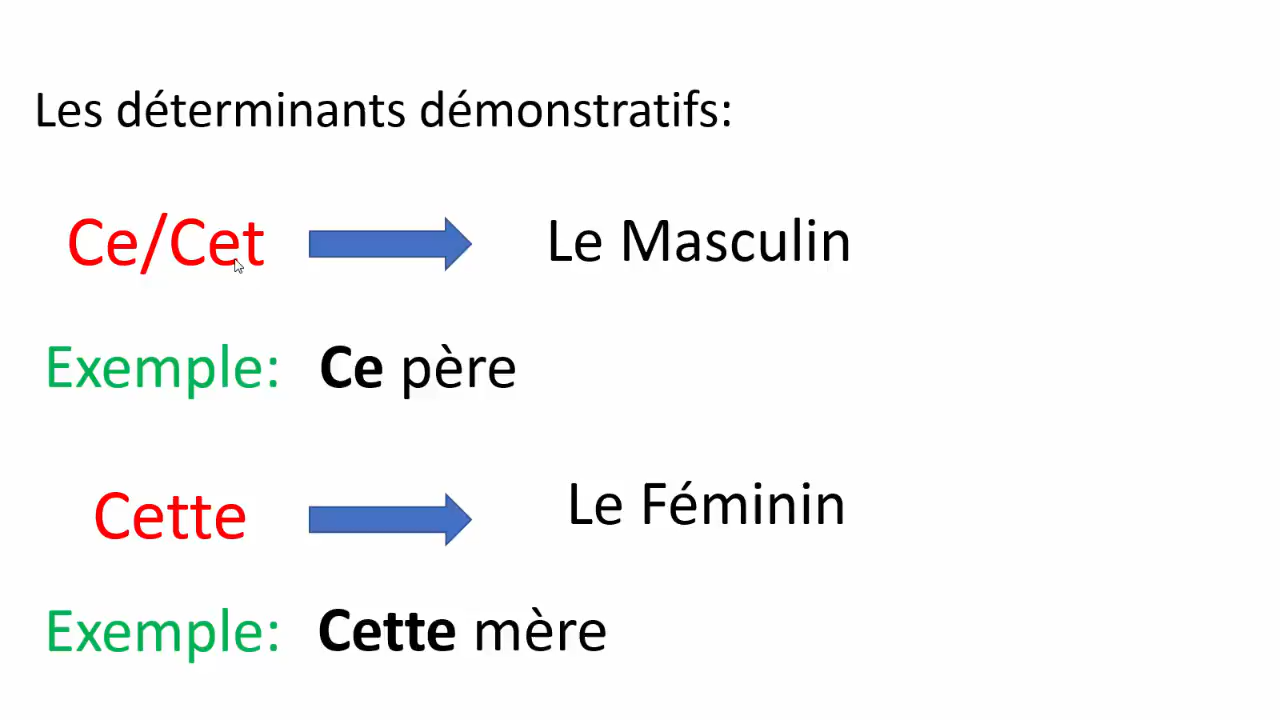 Les déterminants démonstratifs:
Ce/Cet Le Masculin
Exemple: Ce père
Cette Le Féminin
Exemple: Cette mère